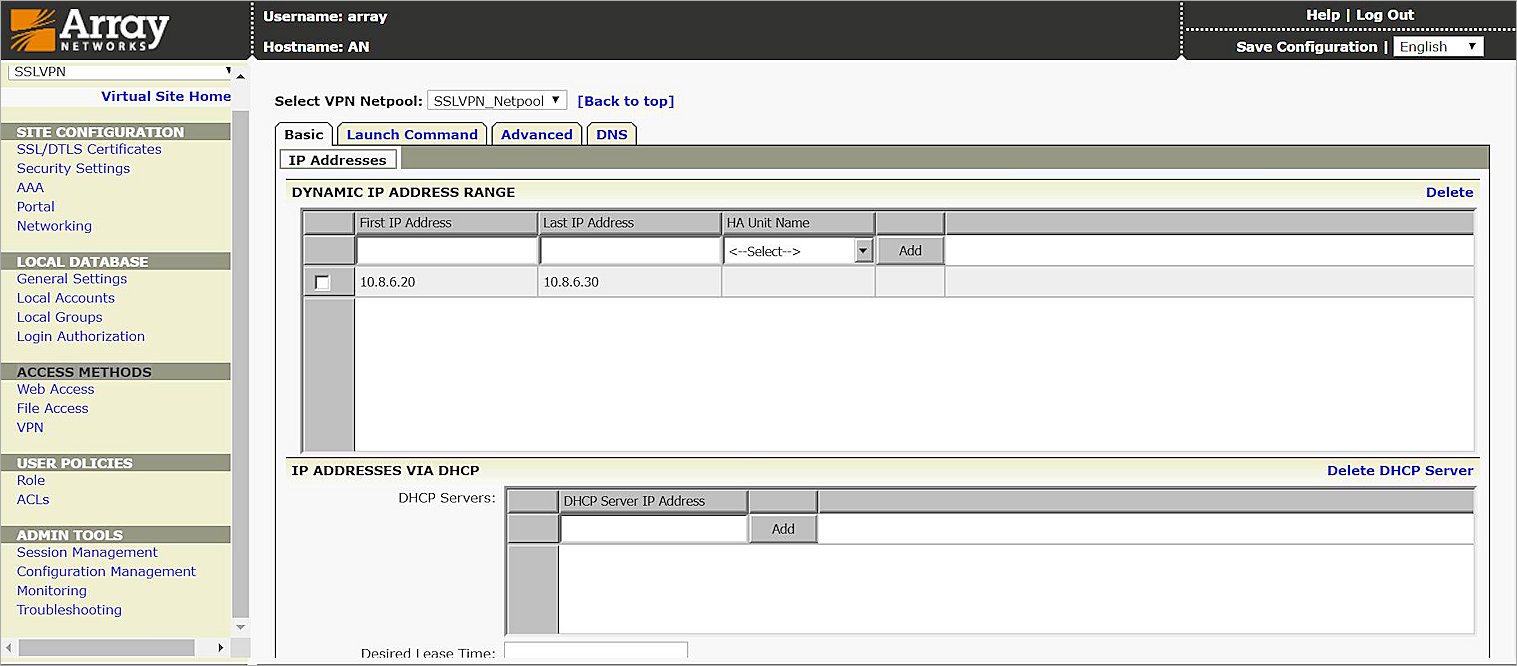 Array
NETWORKS
Username: array
Hostname: AN
Help | Log Out
Save Configuration | English
SSLVPN
Virtual Site Home
SITE CONFIGURATION
SSL/DTLS Certificates
Security Settings
AAA
Portal
Networking
LOCAL DATABASE
General Settings
Local Accounts
Local Groups
Login Authorization
ACCESS METHODS
Web Access
File Access
VPN
USER POLICIES
Role
ACLs
ADMIN TOOLS
Session Management
Configuration Management
Monitoring
Troubleshooting
Select VPN Netpool: SSLVPN_Netpool [Back to top]
Basic Launch Command Advanced DNS
IP Addresses
DYNAMIC IP ADDRESS RANGE Delete
First IP Address Last IP Address HA Unit Name
<--Select--> Add
10.8.6.20 10.8.6.30
IP ADDRESSES VIA DHCP Delete DHCP Server
DHCP Servers: DHCP Server IP Address
Add
Desired Lease Time: